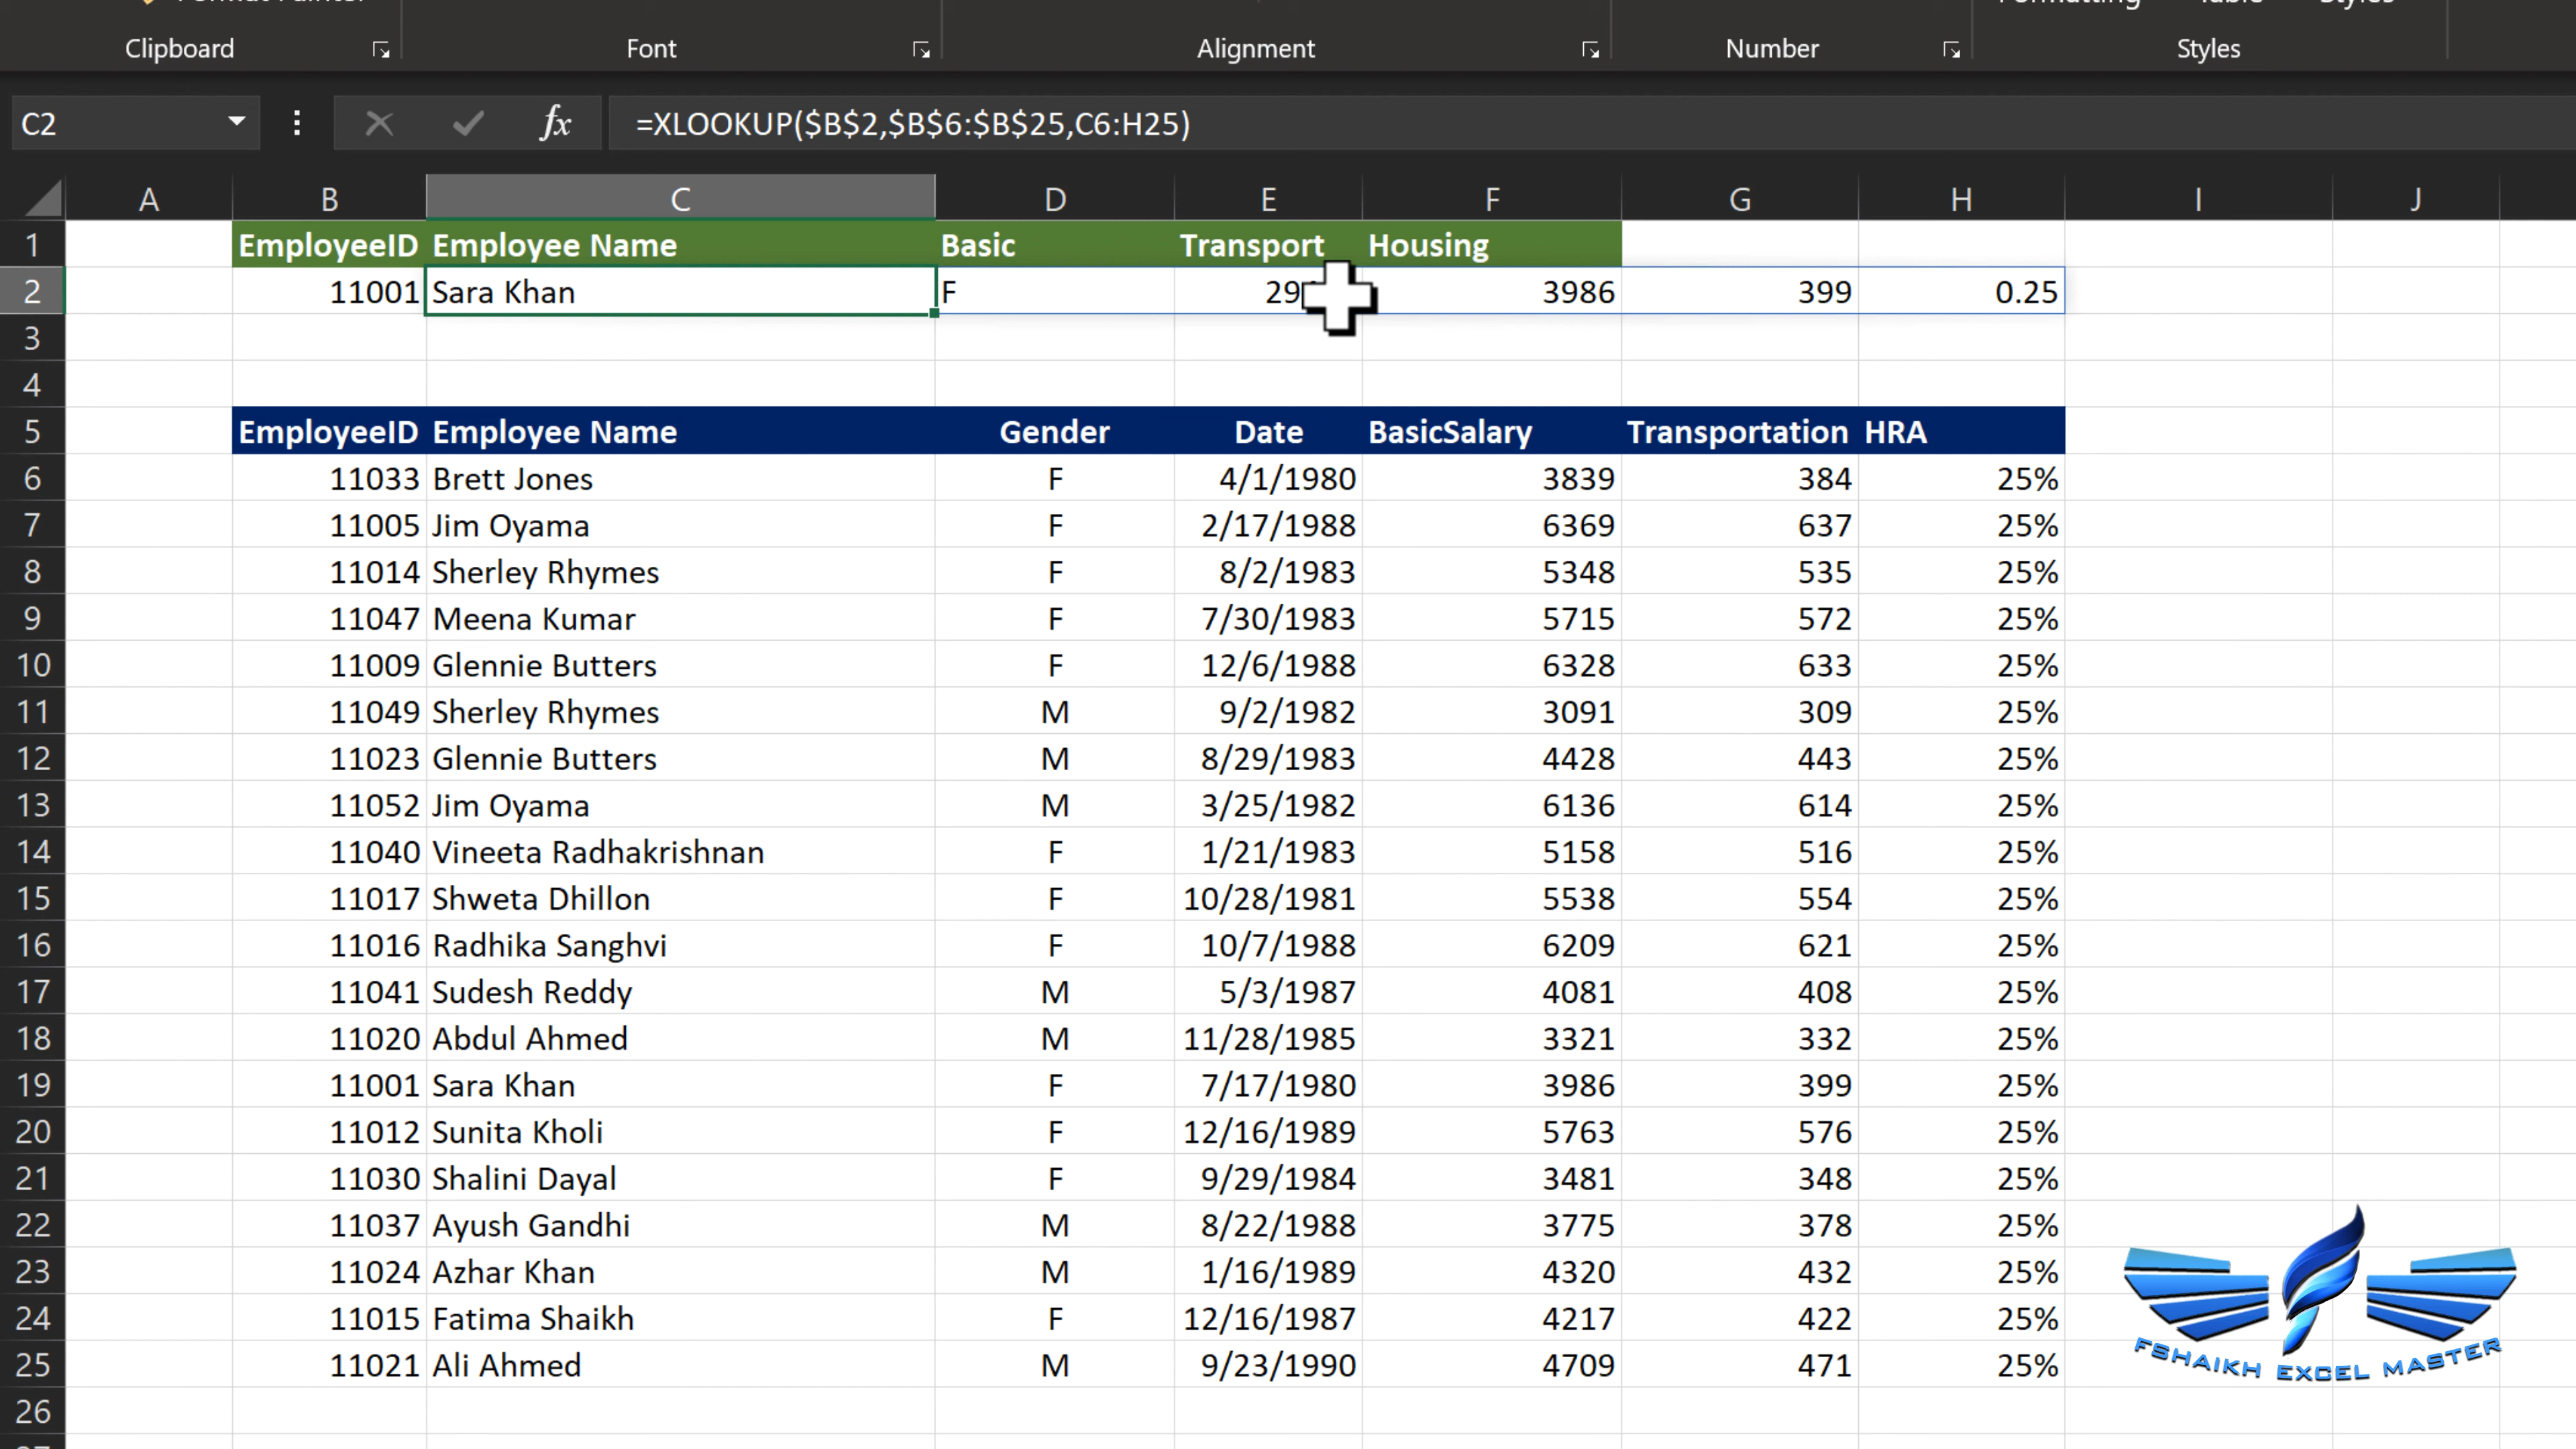 Clipboard Font Alignment Number Styles
C2 fx =XLOOKUP($B$2,$B$6:$B$25,C6:H25)
A B C D E F G H I J
1 EmployeeID Employee Name Basic Transport Housing
2 11001 Sara Khan F 3986 399 0.25
3
4
5 EmployeeID Employee Name Gender Date BasicSalary Transportation HRA
6 11033 Brett Jones F 4/1/1980 3839 384 25%
7 11005 Jim Oyama F 2/17/1988 6369 637 25%
8 11014 Sherley Rhymes F 8/2/1983 5348 535 25%
9 11047 Meena Kumar F 7/30/1983 5715 572 25%
10 11009 Glennie Butters F 12/6/1988 6328 633 25%
11 11049 Sherley Rhymes M 9/2/1982 3091 309 25%
12 11023 Glennie Butters M 8/29/1983 4428 443 25%
13 11052 Jim Oyama M 3/25/1982 6136 614 25%
14 11040 Vineeta Radhakrishnan F 1/21/1983 5158 516 25%
15 11017 Shweta Dhillon F 10/28/1981 5538 554 25%
16 11016 Radhika Sanghvi F 10/7/1988 6209 621 25%
17 11041 Sudesh Reddy M 5/3/1987 4081 408 25%
18 11020 Abdul Ahmed M 11/28/1985 3321 332 25%
19 11001 Sara Khan F 7/17/1980 3986 399 25%
20 11012 Sunita Kholi F 12/16/1989 5763 576 25%
21 11030 Shalini Dayal F 9/29/1984 3481 348 25%
22 11037 Ayush Gandhi M 8/22/1988 3775 378 25%
23 11024 Azhar Khan M 1/16/1989 4320 432 25%
24 11015 Fatima Shaikh F 12/16/1987 4217 422 25%
25 11021 Ali Ahmed M 9/23/1990 4709 471 25%
26
FSHAIKH EXCEL MASTER